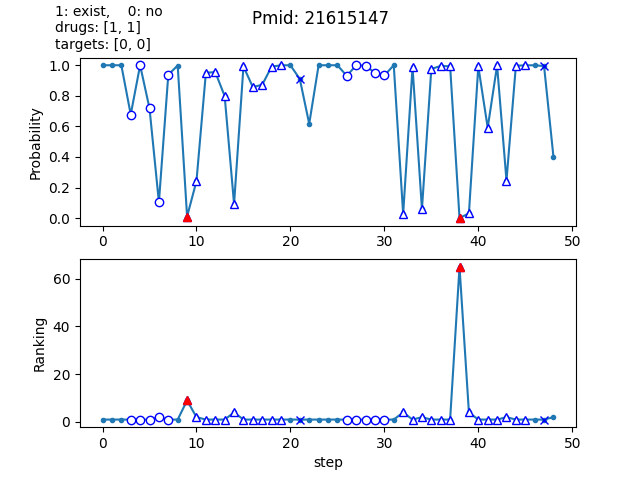 1: exist,    0: no
drugs: [1, 1]
targets: [0, 0]
Pmid: 21615147
1.0
0.8
0.6
0.4
0.2
0.0
Probability
0 10 20 30 40 50
60
40
20
0
Ranking
0 10 20 30 40 50
step